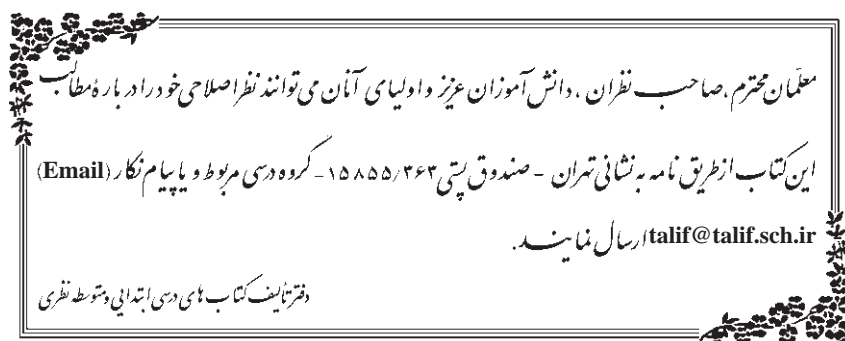 معلّمان محترم، صاحب نظران، دانش‌آموزان عزیز و اولیای آنان می‌توانند نظر اصلاحی خود را دربارهٔ مطالب
این کتاب از طریق نامه به نشانی تهران - صندوق پستی ۱۵۸۵۵/۳۶۳ - گروه درسی مربوط و یا پیام نگار (Email)
talif@talif.sch.ir ارسال نمایند.
دفتر تألیف کتاب‌های درسی ابتدایی و متوسطه نظری